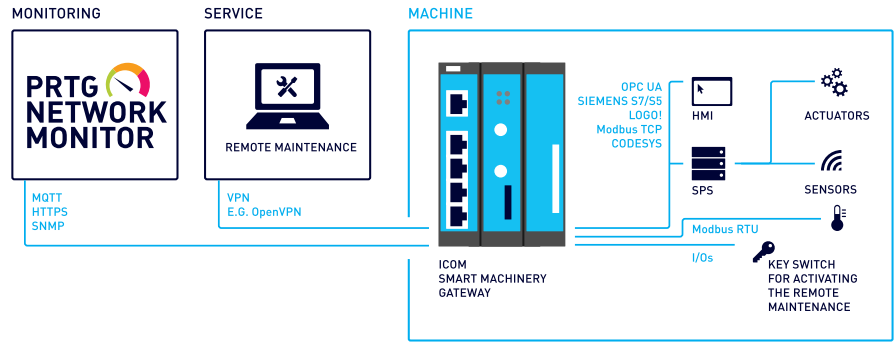 MONITORING
SERVICE
MACHINE
PRTG
NETWORK
MONITOR
REMOTE MAINTENANCE
MQTT
HTTPS
SNMP
VPN
E.G. OpenVPN
ICOM
SMART MACHINERY
GATEWAY
OPC UA
SIEMENS S7/S5
LOGO!
Modbus TCP
CODESYS
HMI
SPS
ACTUATORS
SENSORS
Modbus RTU
I/Os
KEY SWITCH
FOR ACTIVATING
THE REMOTE
MAINTENANCE